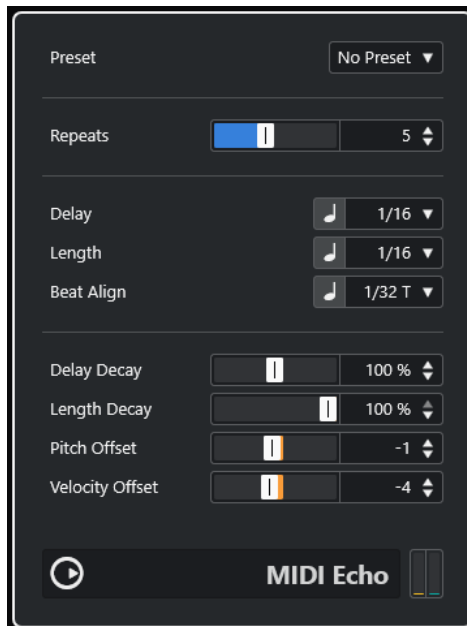 Preset No Preset
Repeats 5
Delay 1/16
Length 1/16
Beat Align 1/32 T
Delay Decay 100 %
Length Decay 100 %
Pitch Offset -1
Velocity Offset -4
MIDI Echo